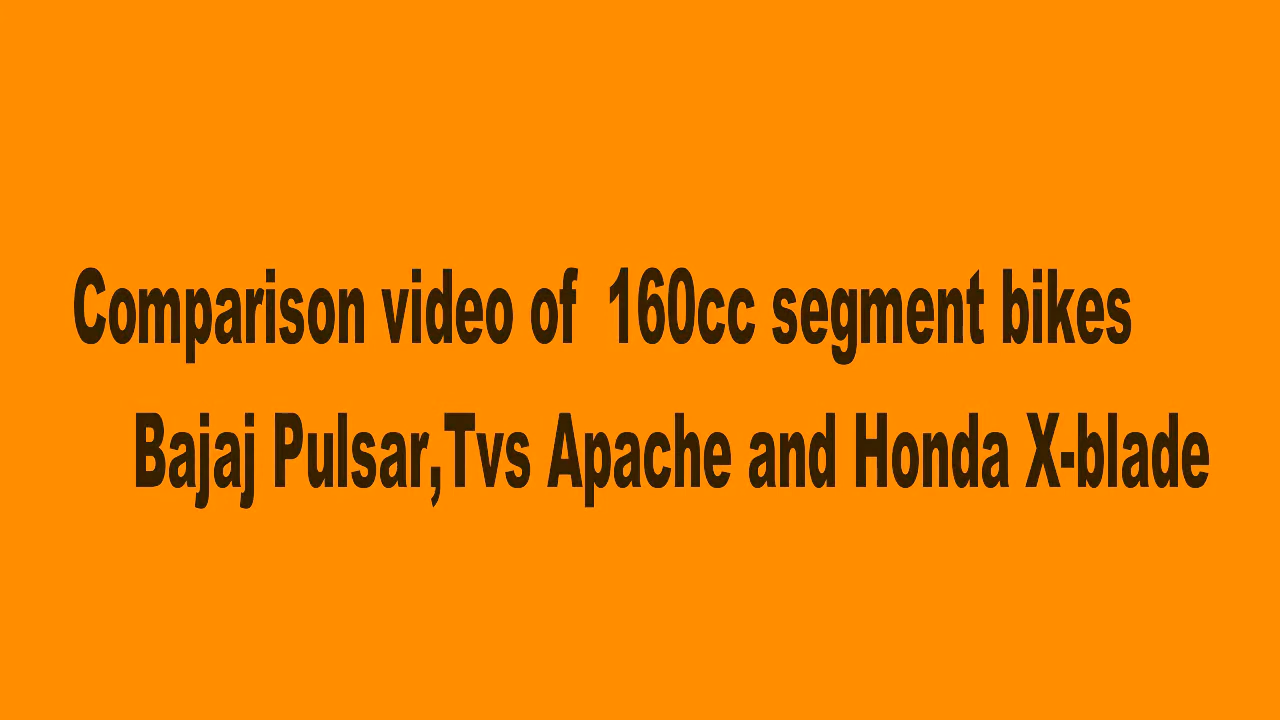 Comparison video of  160cc segment bikes
Bajaj Pulsar,Tvs Apache and Honda X-blade